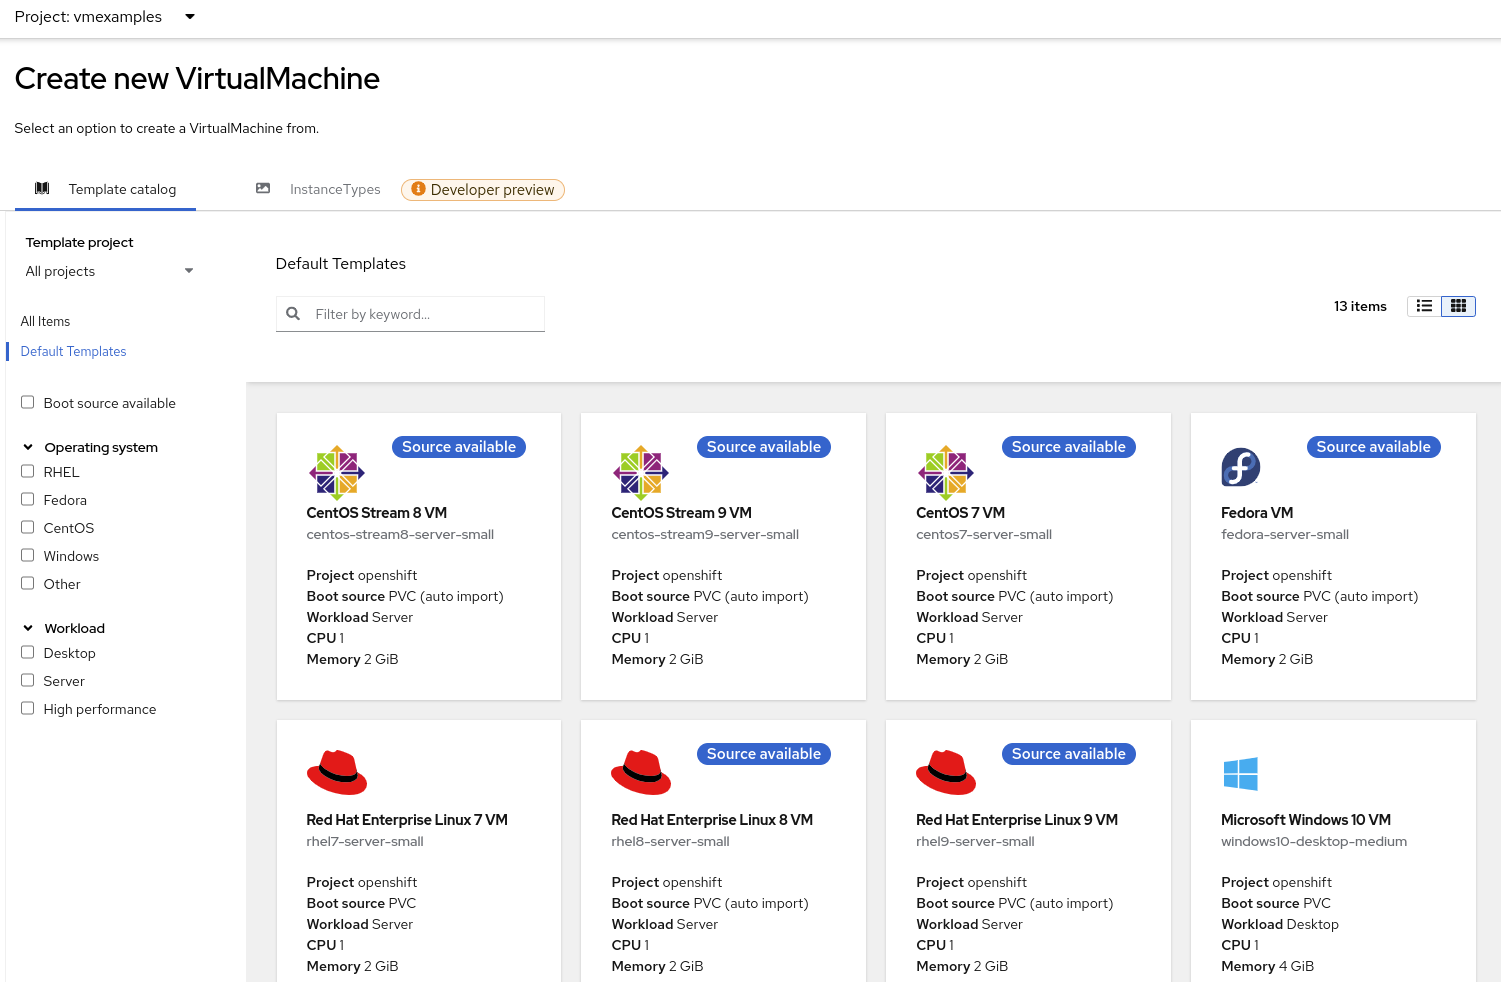 Project: vmexamples
Create new VirtualMachine
Select an option to create a VirtualMachine from.
Template catalog
InstanceTypes
Developer preview
Template project
All projects
All Items
Default Templates
Boot source available
Operating system
RHEL
Fedora
CentOS
Windows
Other
Workload
Desktop
Server
High performance
Default Templates
Filter by keyword...
13 items
Source available
CentOS Stream 8 VM
centos-stream8-server-small
Project openshift
Boot source PVC (auto import)
Workload Server
CPU 1
Memory 2 GiB
Source available
CentOS Stream 9 VM
centos-stream9-server-small
Project openshift
Boot source PVC (auto import)
Workload Server
CPU 1
Memory 2 GiB
Source available
CentOS 7 VM
centos7-server-small
Project openshift
Boot source PVC (auto import)
Workload Server
CPU 1
Memory 2 GiB
Source available
Fedora VM
fedora-server-small
Project openshift
Boot source PVC (auto import)
Workload Server
CPU 1
Memory 2 GiB
Red Hat Enterprise Linux 7 VM
rhel7-server-small
Project openshift
Boot source PVC
Workload Server
CPU 1
Memory 2 GiB
Source available
Red Hat Enterprise Linux 8 VM
rhel8-server-small
Project openshift
Boot source PVC (auto import)
Workload Server
CPU 1
Memory 2 GiB
Source available
Red Hat Enterprise Linux 9 VM
rhel9-server-small
Project openshift
Boot source PVC (auto import)
Workload Server
CPU 1
Memory 2 GiB
Microsoft Windows 10 VM
windows10-desktop-medium
Project openshift
Boot source PVC
Workload Desktop
CPU 1
Memory 4 GiB